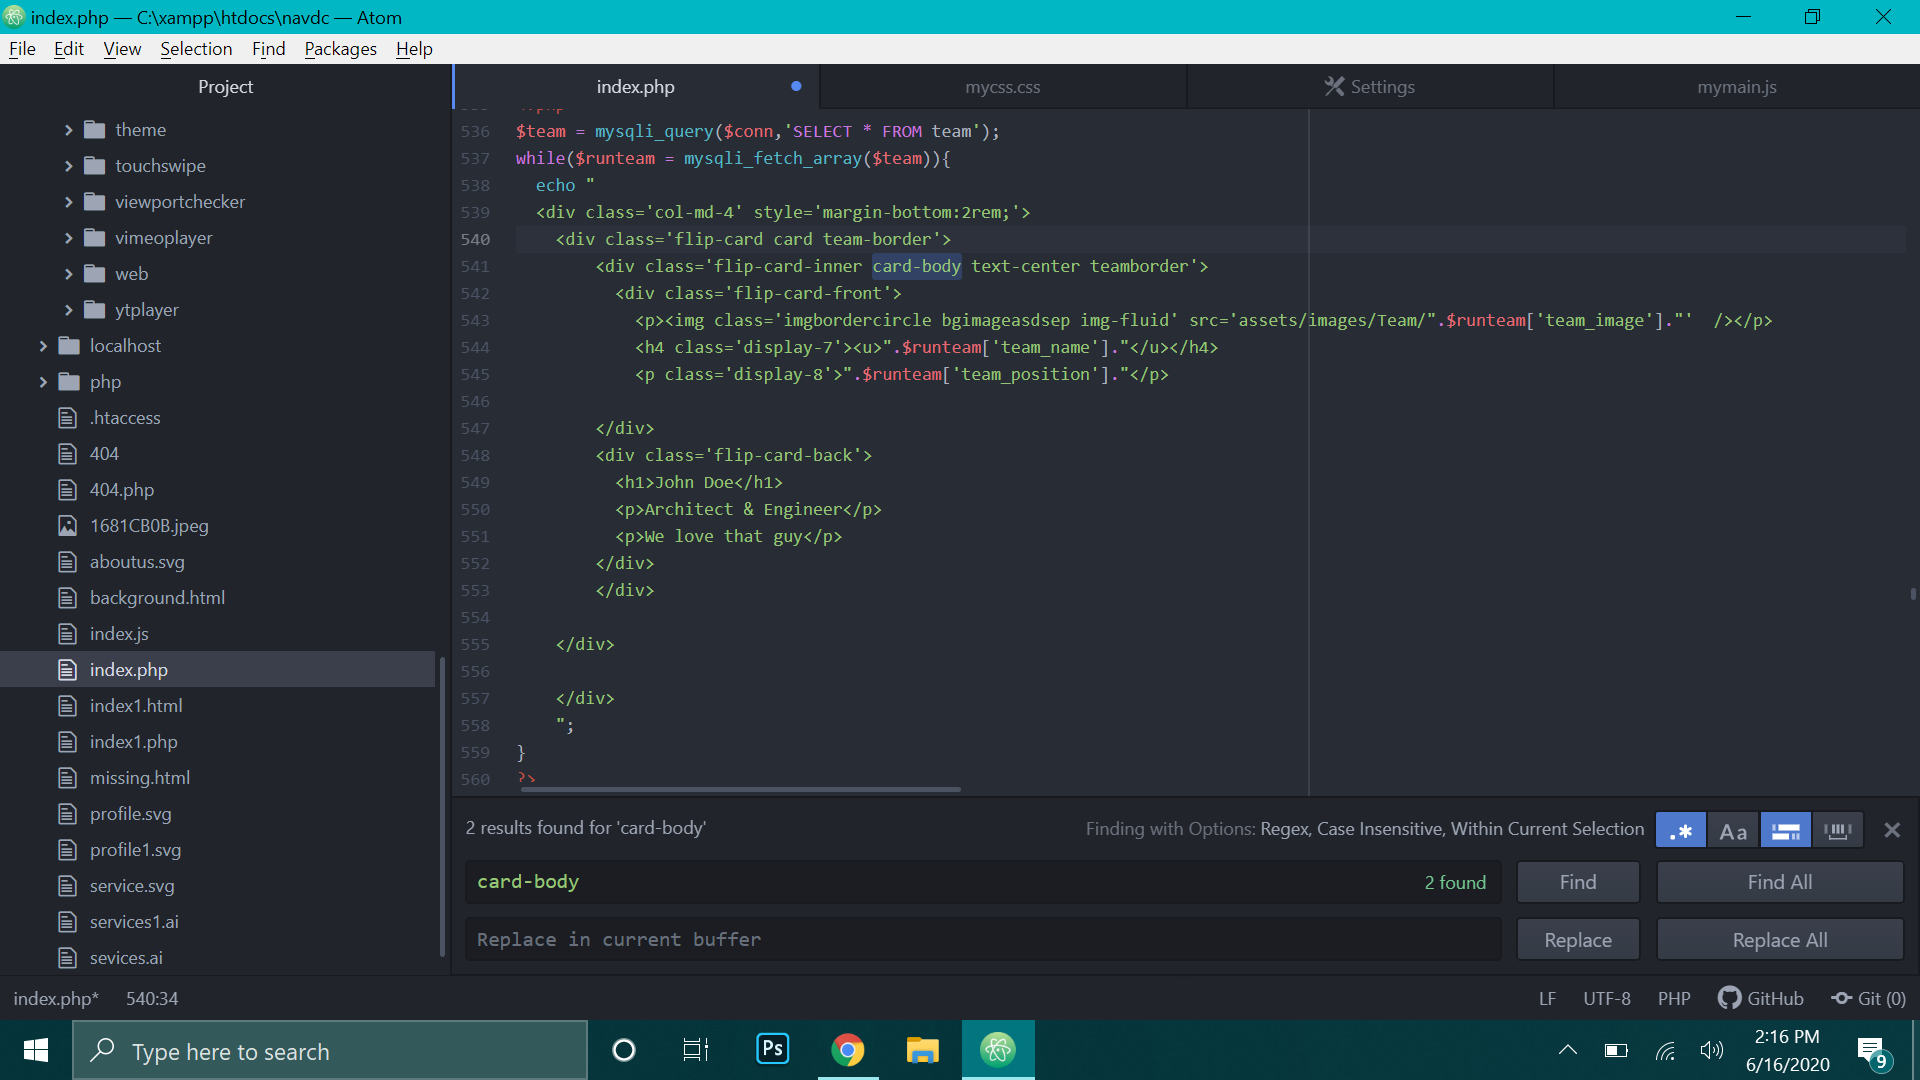 index.php — C:\xampp\htdocs\navdc — Atom
File Edit View Selection Find Packages Help
Project
theme
touchswipe
viewportchecker
vimeoplayer
web
ytplayer
localhost
php
.htaccess
404
404.php
1681CB0B.jpeg
aboutus.svg
background.html
index.js
index.php
index1.html
index1.php
missing.html
profile.svg
profile1.svg
service.svg
services1.ai
sevices.ai
index.php mycss.css Settings mymain.js
536 $team = mysqli_query($conn,'SELECT * FROM team');
537 while($runteam = mysqli_fetch_array($team)){
538 echo "
539 <div class='col-md-4' style='margin-bottom:2rem;'>
540 <div class='flip-card card team-border'>
541 <div class='flip-card-inner card-body text-center teamborder'>
542 <div class='flip-card-front'>
543 <p><img class='imgbordercircle bgimageasdsep img-fluid' src='assets/images/Team/".$runteam['team_image']."' /></p>
544 <h4 class='display-7'><u>".$runteam['team_name']."</u></h4>
545 <p class='display-8'>".$runteam['team_position']."</p>
546
547 </div>
548 <div class='flip-card-back'>
549 <h1>John Doe</h1>
550 <p>Architect & Engineer</p>
551 <p>We love that guy</p>
552 </div>
553 </div>
554
555 </div>
556
557 </div>
558 ";
559 }
560 ?>
2 results found for 'card-body' Finding with Options: Regex, Case Insensitive, Within Current Selection .* Aa
card-body 2 found Find Find All
Replace in current buffer Replace Replace All
index.php* 540:34 LF UTF-8 PHP GitHub Git (0)
Type here to search Ps 2:16 PM
6/16/2020 9